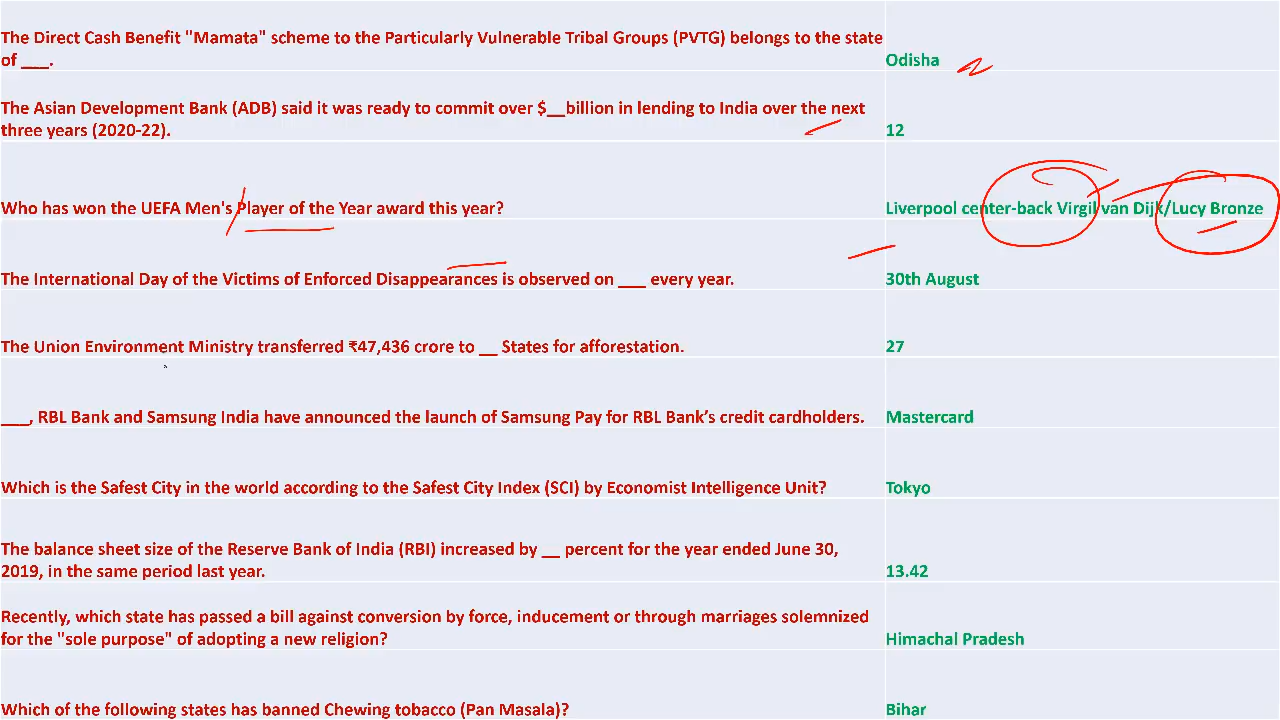 The Direct Cash Benefit "Mamata" scheme to the Particularly Vulnerable Tribal Groups (PVTG) belongs to the state
of ___.
Odisha
The Asian Development Bank (ADB) said it was ready to commit over $__billion in lending to India over the next
three years (2020-22).
12
Who has won the UEFA Men's Player of the Year award this year?
Liverpool center-back Virgil van Dijk/Lucy Bronze
The International Day of the Victims of Enforced Disappearances is observed on ___ every year.
30th August
The Union Environment Ministry transferred ₹47,436 crore to __ States for afforestation.
27
___, RBL Bank and Samsung India have announced the launch of Samsung Pay for RBL Bank’s credit cardholders.
Mastercard
Which is the Safest City in the world according to the Safest City Index (SCI) by Economist Intelligence Unit?
Tokyo
The balance sheet size of the Reserve Bank of India (RBI) increased by __ percent for the year ended June 30,
2019, in the same period last year.
13.42
Recently, which state has passed a bill against conversion by force, inducement or through marriages solemnized
for the "sole purpose" of adopting a new religion?
Himachal Pradesh
Which of the following states has banned Chewing tobacco (Pan Masala)?
Bihar